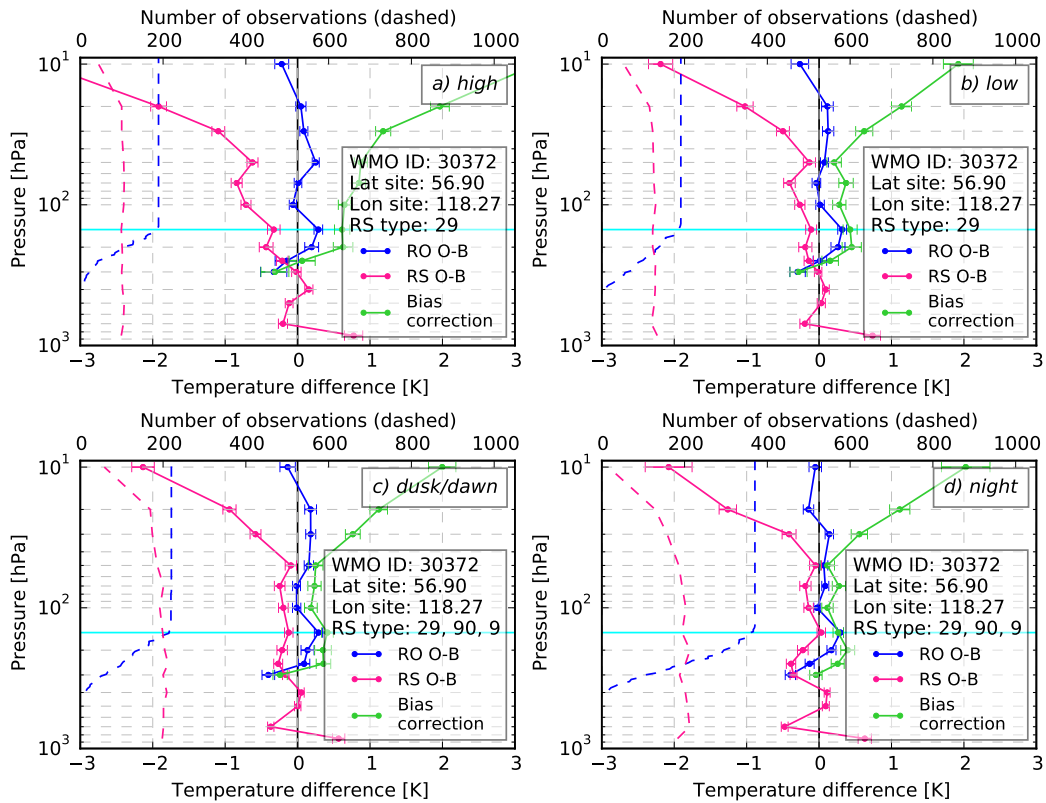 Number of observations (dashed)
0 200 400 600 800 1000
10^1
a) high
WMO ID: 30372
Lat site: 56.90
Lon site: 118.27
RS type: 29
RO O-B
RS O-B
Bias
correction
10^2
10^3
Pressure [hPa]
−3 −2 −1 0 1 2 3
Temperature difference [K]
Number of observations (dashed)
0 200 400 600 800 1000
10^1
b) low
WMO ID: 30372
Lat site: 56.90
Lon site: 118.27
RS type: 29
RO O-B
RS O-B
Bias
correction
10^2
10^3
Pressure [hPa]
−3 −2 −1 0 1 2 3
Temperature difference [K]
Number of observations (dashed)
0 200 400 600 800 1000
10^1
c) dusk/dawn
WMO ID: 30372
Lat site: 56.90
Lon site: 118.27
RS type: 29, 90, 9
RO O-B
RS O-B
Bias
correction
10^2
10^3
Pressure [hPa]
−3 −2 −1 0 1 2 3
Temperature difference [K]
Number of observations (dashed)
0 200 400 600 800 1000
10^1
d) night
WMO ID: 30372
Lat site: 56.90
Lon site: 118.27
RS type: 29, 90, 9
RO O-B
RS O-B
Bias
correction
10^2
10^3
Pressure [hPa]
−3 −2 −1 0 1 2 3
Temperature difference [K]